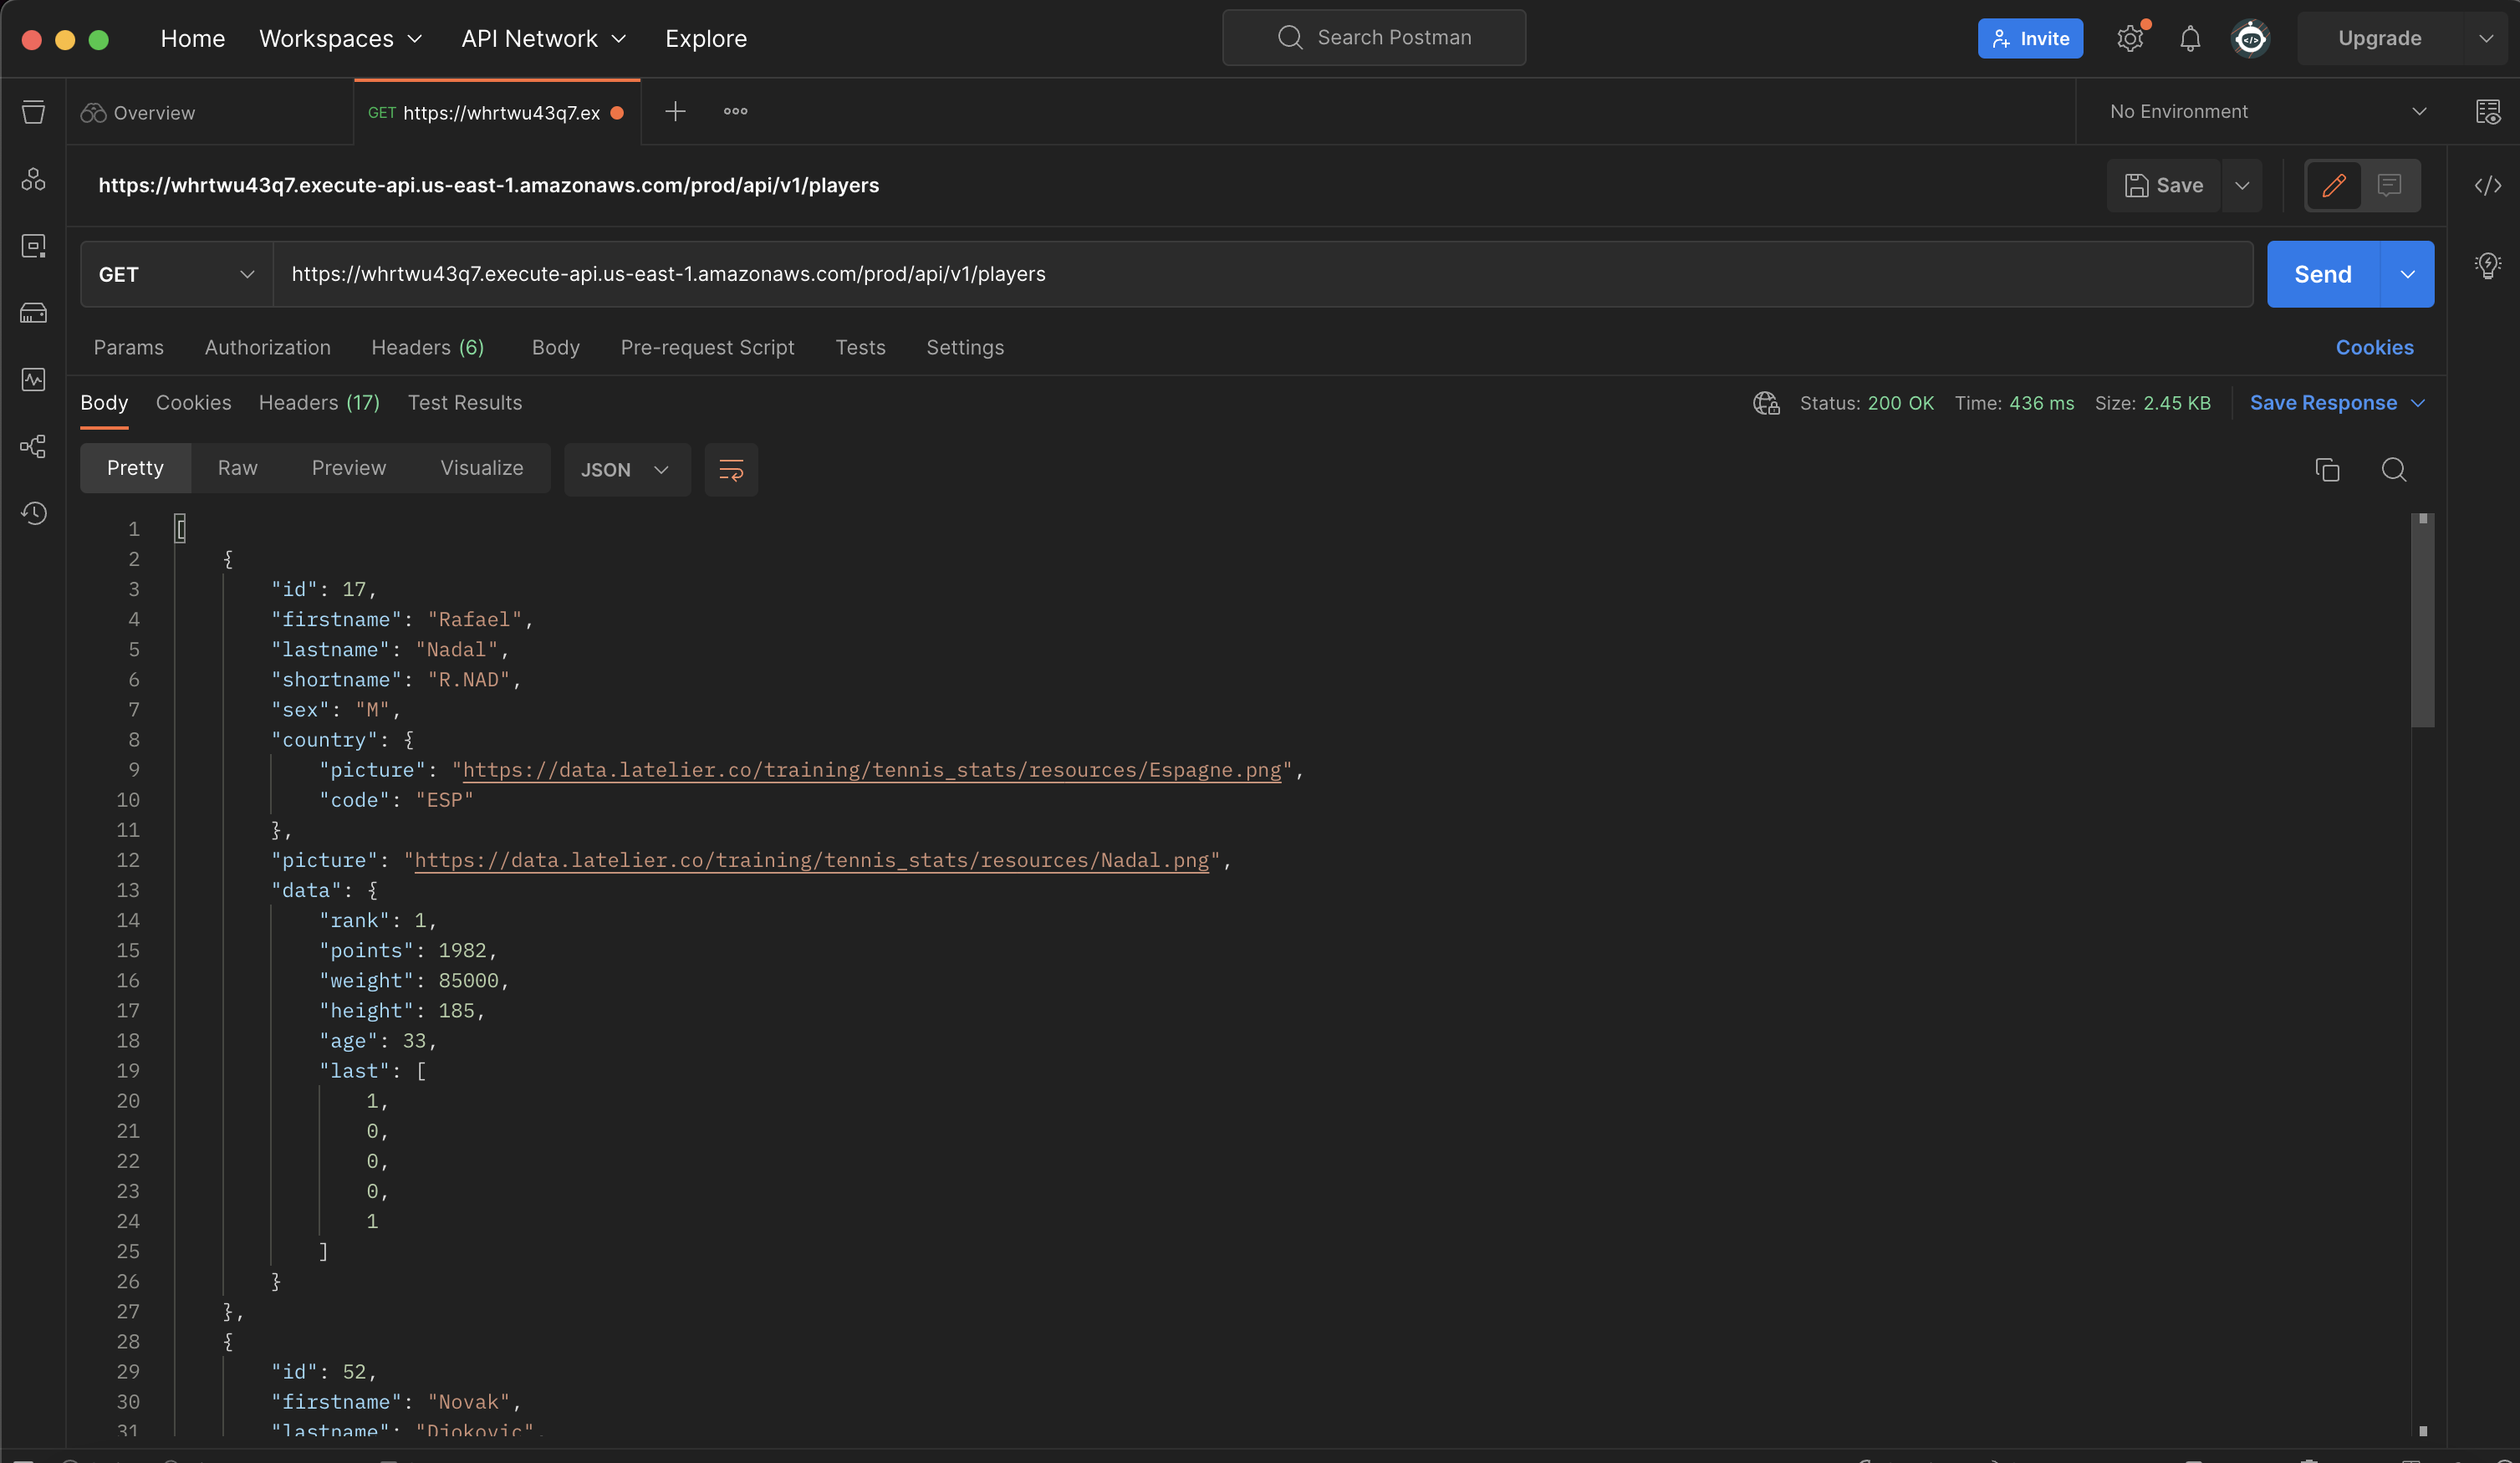 Home Workspaces API Network Explore Search Postman Invite Upgrade
Overview GET https://whrtwu43q7.ex No Environment
https://whrtwu43q7.execute-api.us-east-1.amazonaws.com/prod/api/v1/players Save
GET https://whrtwu43q7.execute-api.us-east-1.amazonaws.com/prod/api/v1/players Send
Params Authorization Headers (6) Body Pre-request Script Tests Settings Cookies
Body Cookies Headers (17) Test Results Status: 200 OK Time: 436 ms Size: 2.45 KB Save Response
Pretty Raw Preview Visualize JSON
1 [
2 {
3 "id": 17,
4 "firstname": "Rafael",
5 "lastname": "Nadal",
6 "shortname": "R.NAD",
7 "sex": "M",
8 "country": {
9 "picture": "https://data.latelier.co/training/tennis_stats/resources/Espagne.png",
10 "code": "ESP"
11 },
12 "picture": "https://data.latelier.co/training/tennis_stats/resources/Nadal.png",
13 "data": {
14 "rank": 1,
15 "points": 1982,
16 "weight": 85000,
17 "height": 185,
18 "age": 33,
19 "last": [
20 1,
21 0,
22 0,
23 0,
24 1
25 ]
26 }
27 },
28 {
29 "id": 52,
30 "firstname": "Novak",
31 "lastname": "Djokovic",